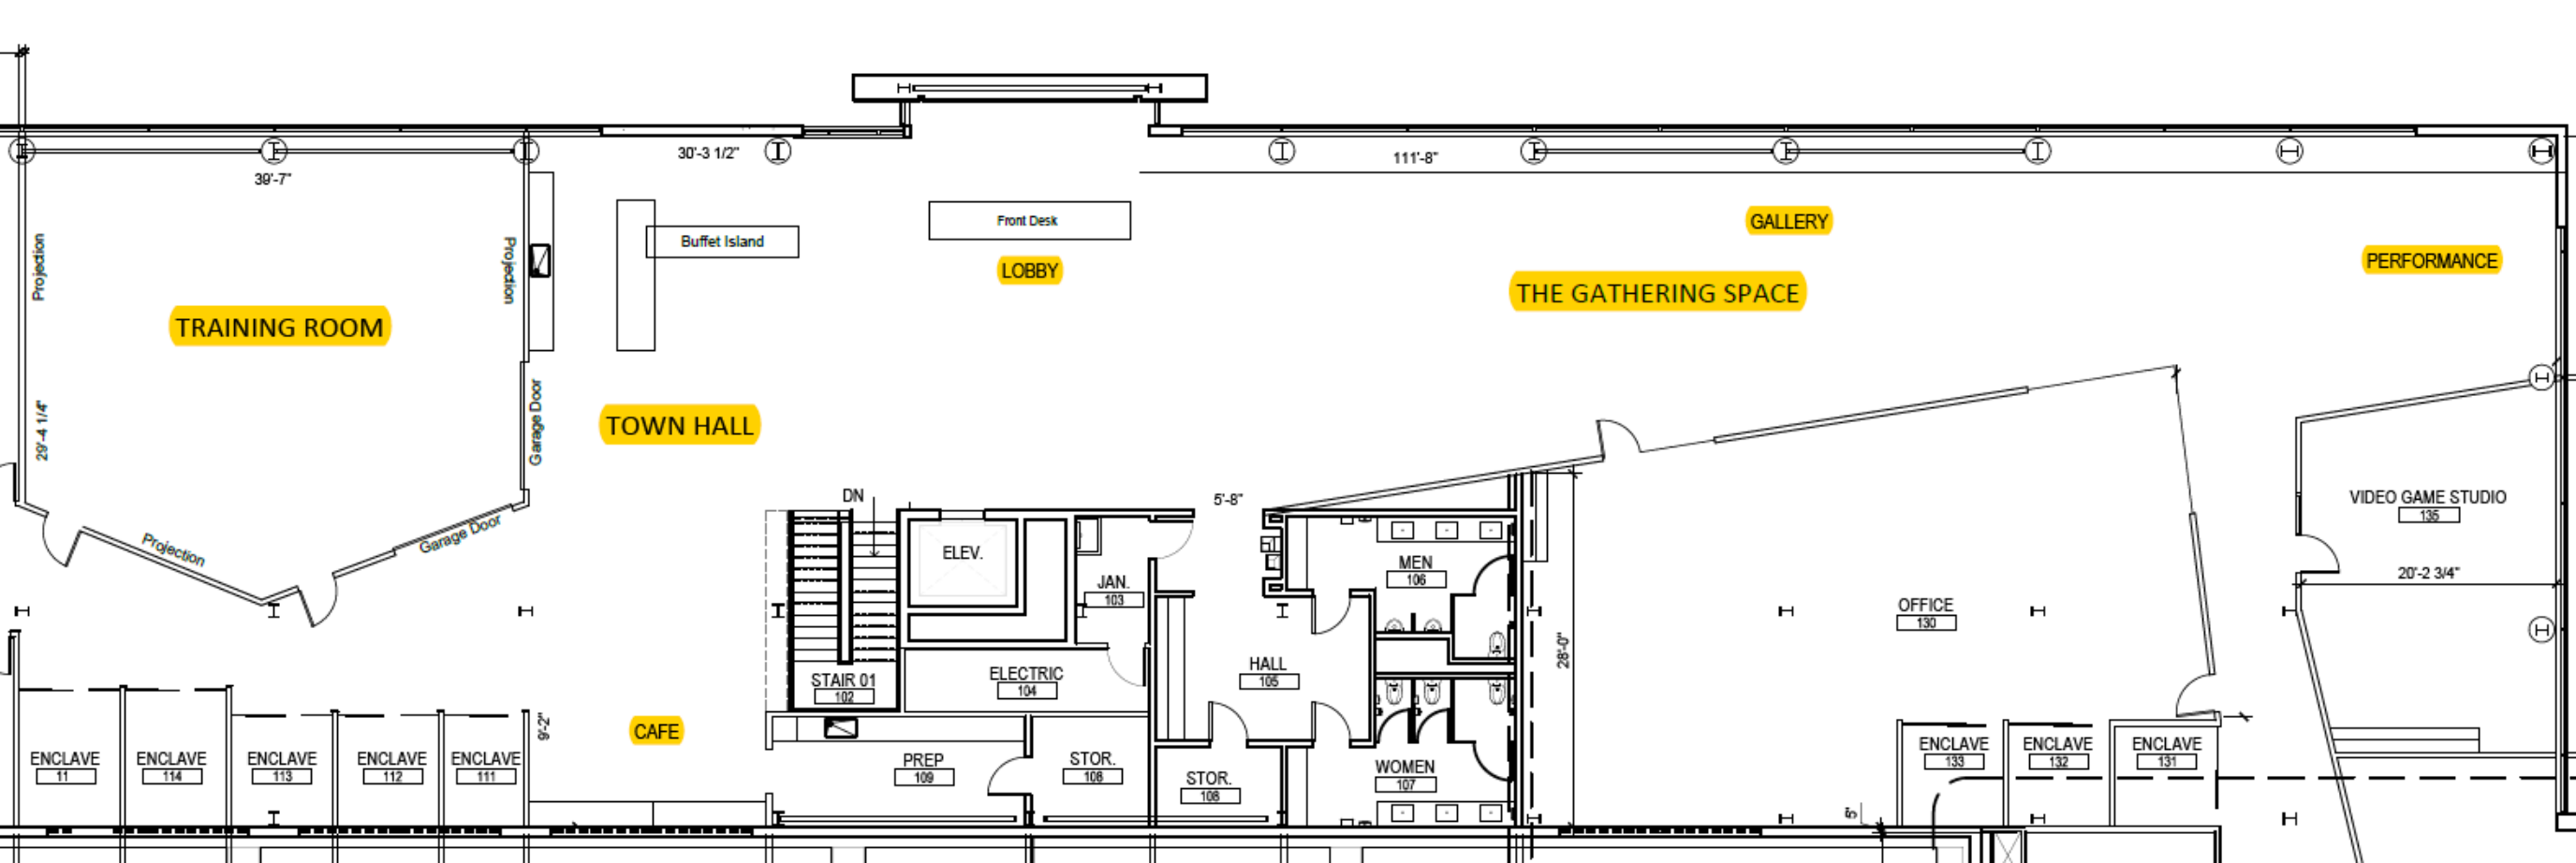 30'-3 1/2"
111'-8"
39'-7"
Front Desk
GALLERY
Buffet Island
Projection
Projection
LOBBY
PERFORMANCE
THE GATHERING SPACE
TRAINING ROOM
29'-4 1/4"
Garage Door
TOWN HALL
DN
5'-8"
VIDEO GAME STUDIO
135
Garage Door
Projection
ELEV.
MEN
106
20'-2 3/4"
JAN.
103
OFFICE
130
28'-0"
HALL
105
STAIR 01
102
ELECTRIC
104
9'-2"
CAFE
ENCLAVE
11
ENCLAVE
114
ENCLAVE
113
ENCLAVE
112
ENCLAVE
111
PREP
109
STOR.
108
STOR.
108
WOMEN
107
ENCLAVE
133
ENCLAVE
132
ENCLAVE
131
5"